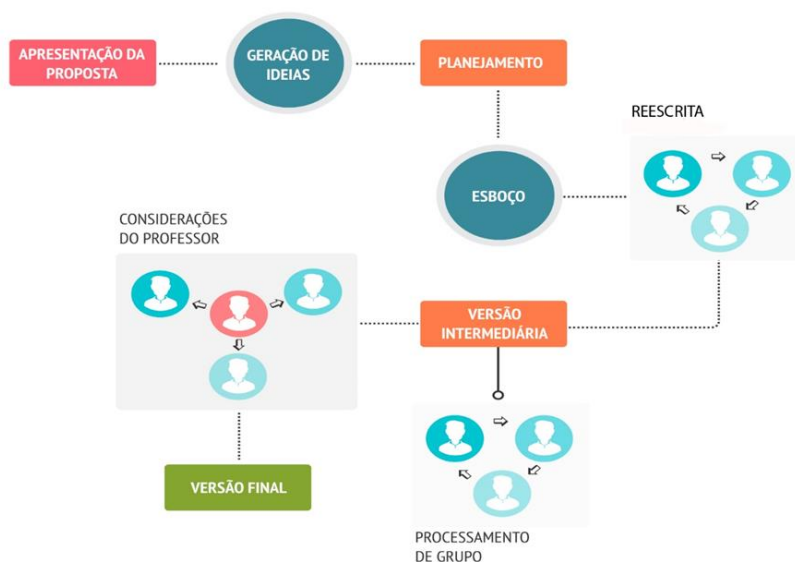 APRESENTAÇÃO DA
PROPOSTA
GERAÇÃO DE
IDEIAS
PLANEJAMENTO
REESCRITA
ESBOÇO
CONSIDERAÇÕES
DO PROFESSOR
VERSÃO
INTERMEDIÁRIA
VERSÃO FINAL
PROCESSAMENTO
DE GRUPO